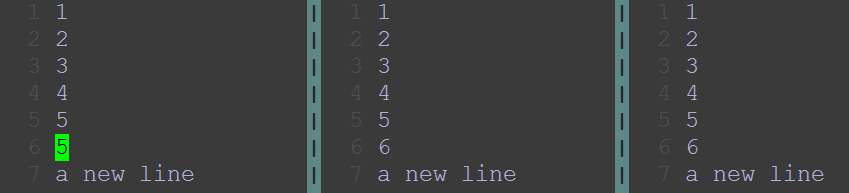 1 1 | 1 1 | 1 1
2 2 | 2 2 | 2 2
3 3 | 3 3 | 3 3
4 4 | 4 4 | 4 4
5 5 | 5 5 | 5 5
6 5 | 6 6 | 6 6
7 a new line | 7 a new line | 7 a new line